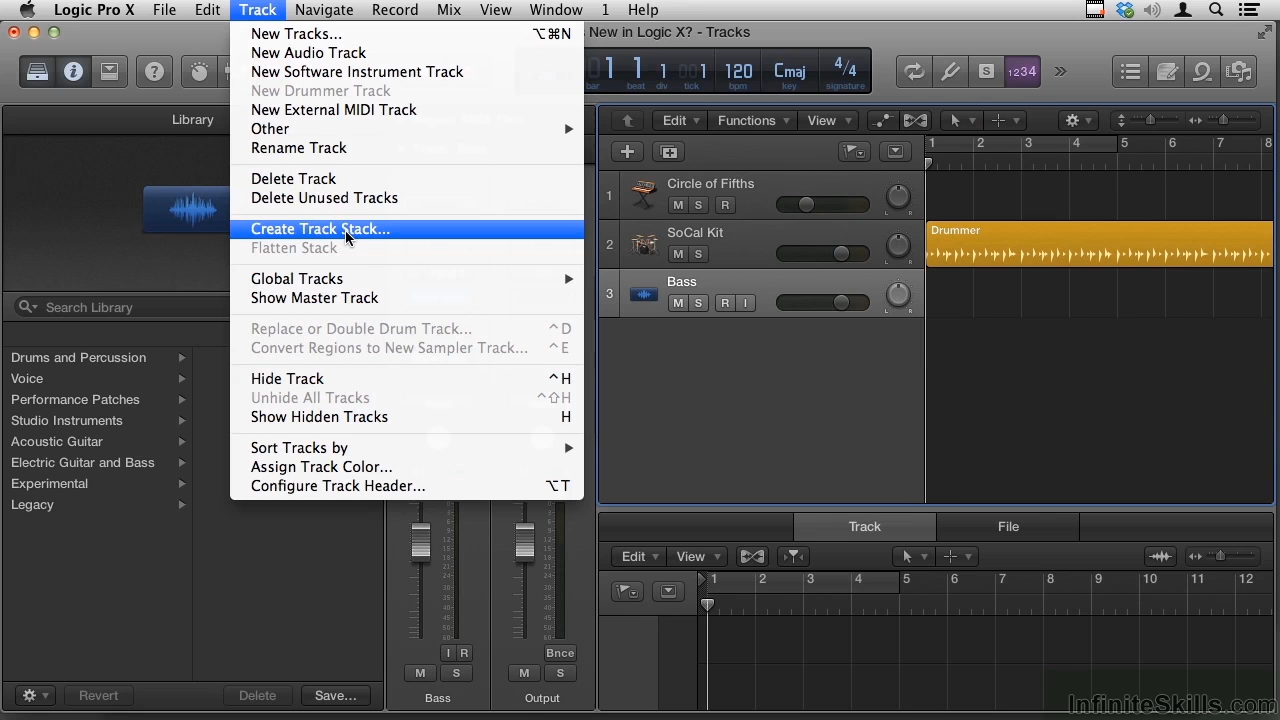 Logic Pro X File Edit Track Navigate Record Mix View Window 1 Help
New in Logic X? - Tracks
New Tracks... ⌥⌘N
New Audio Track
New Software Instrument Track
New Drummer Track
New External MIDI Track
Other
Rename Track
Delete Track
Delete Unused Tracks
Create Track Stack...
Flatten Stack
Global Tracks
Show Master Track
Replace or Double Drum Track... ^D
Convert Regions to New Sampler Track... ^E
Hide Track ^H
Unhide All Tracks ^⇧H
Show Hidden Tracks H
Sort Tracks by
Assign Track Color...
Configure Track Header... ⌥T
1 1 1 1 120 Cmaj 4/4
bar beat div tick bpm key signature
S 1234
Library
Search Library
Drums and Percussion
Voice
Performance Patches
Studio Instruments
Acoustic Guitar
Electric Guitar and Bass
Experimental
Legacy
Revert Delete Save...
I R Bnce
M S M S
Bass Output
Edit Functions View
1 2 3 4 5 6 7 8
1 Circle of Fifths
M S R L R
2 SoCal Kit
M S L R
Drummer
3 Bass
M S R I L R
Track File
Edit View
1 2 3 4 5 6 7 8 9 10 11 12
InfiniteSkills.com